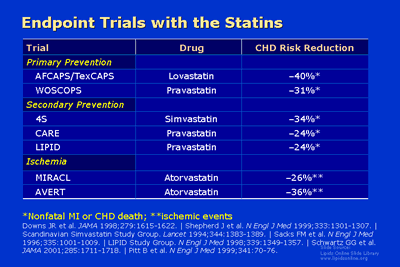 Endpoint Trials with the Statins
Trial Drug CHD Risk Reduction
Primary Prevention
AFCAPS/TexCAPS Lovastatin –40%*
WOSCOPS Pravastatin –31%*
Secondary Prevention
4S Simvastatin –34%*
CARE Pravastatin –24%*
LIPID Pravastatin –24%*
Ischemia
MIRACL Atorvastatin –26%**
AVERT Atorvastatin –36%**
*Nonfatal MI or CHD death; **ischemic events
Downs JR et al. JAMA 1998;279:1615-1622. | Shepherd J et al. N Engl J Med 1999;333:1301-1307. |
Scandinavian Simvastatin Study Group. Lancet 1994;344:1383-1389. | Sacks FM et al. N Engl J Med
1996;335:1001-1009. | LIPID Study Group. N Engl J Med 1998;339:1349-1357. | Schwartz GG et al.
JAMA 2001;285:1711-1718. | Pitt B et al. N Engl J Med 1999;341:70-76.
Slide Source:
Lipids Online Slide Library
www.lipidsonline.org